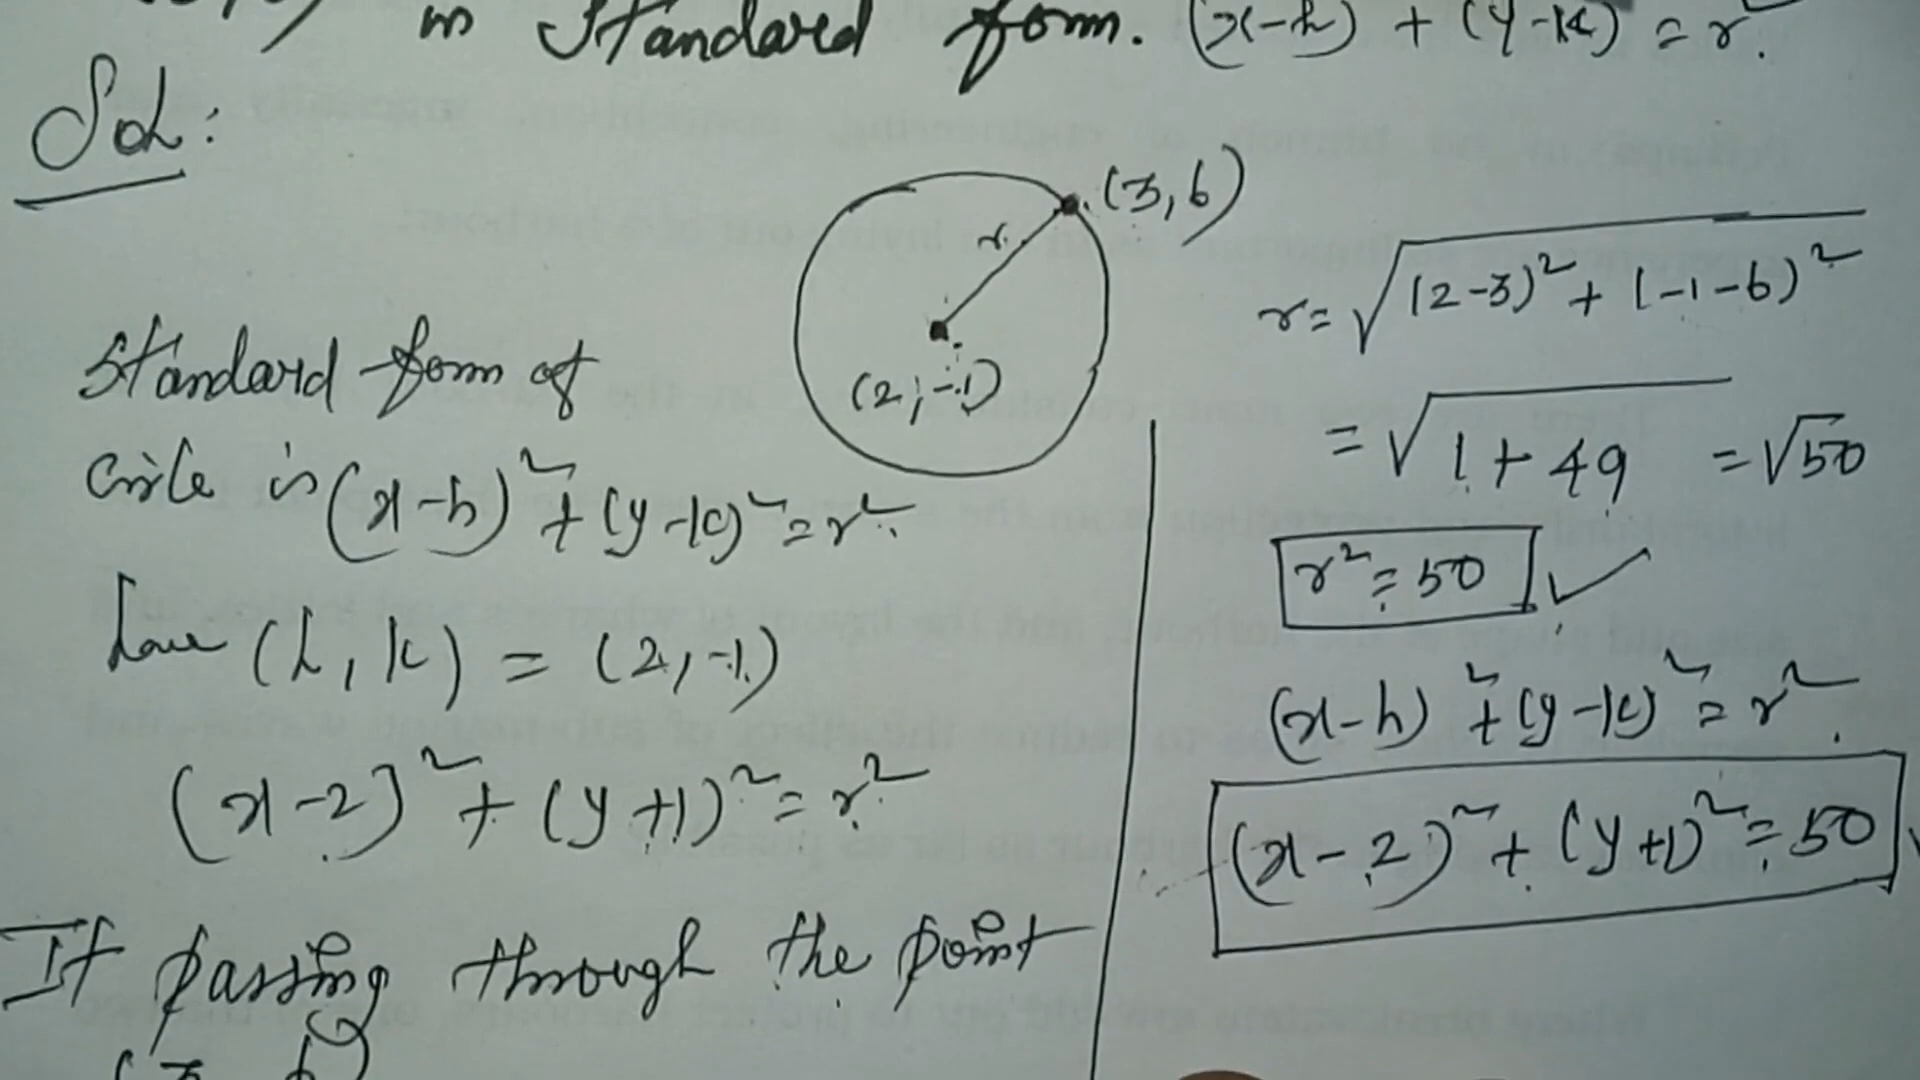 in Standard form. (x-h) + (y-k) = r².
Sol:
(3,6)
r
(2,-1)
Standard form of
Circle is (x-h)²+(y-k)²=r².
have (h, k) = (2,-1)
(x-2)²+(y+1)²=r²
If passing through the point
r=√(2-3)²+(-1-6)²
=√1+49 =√50
r²=50 ✓
(x-h)²+(y-k)²=r².
(x-2)²+(y+1)²=50